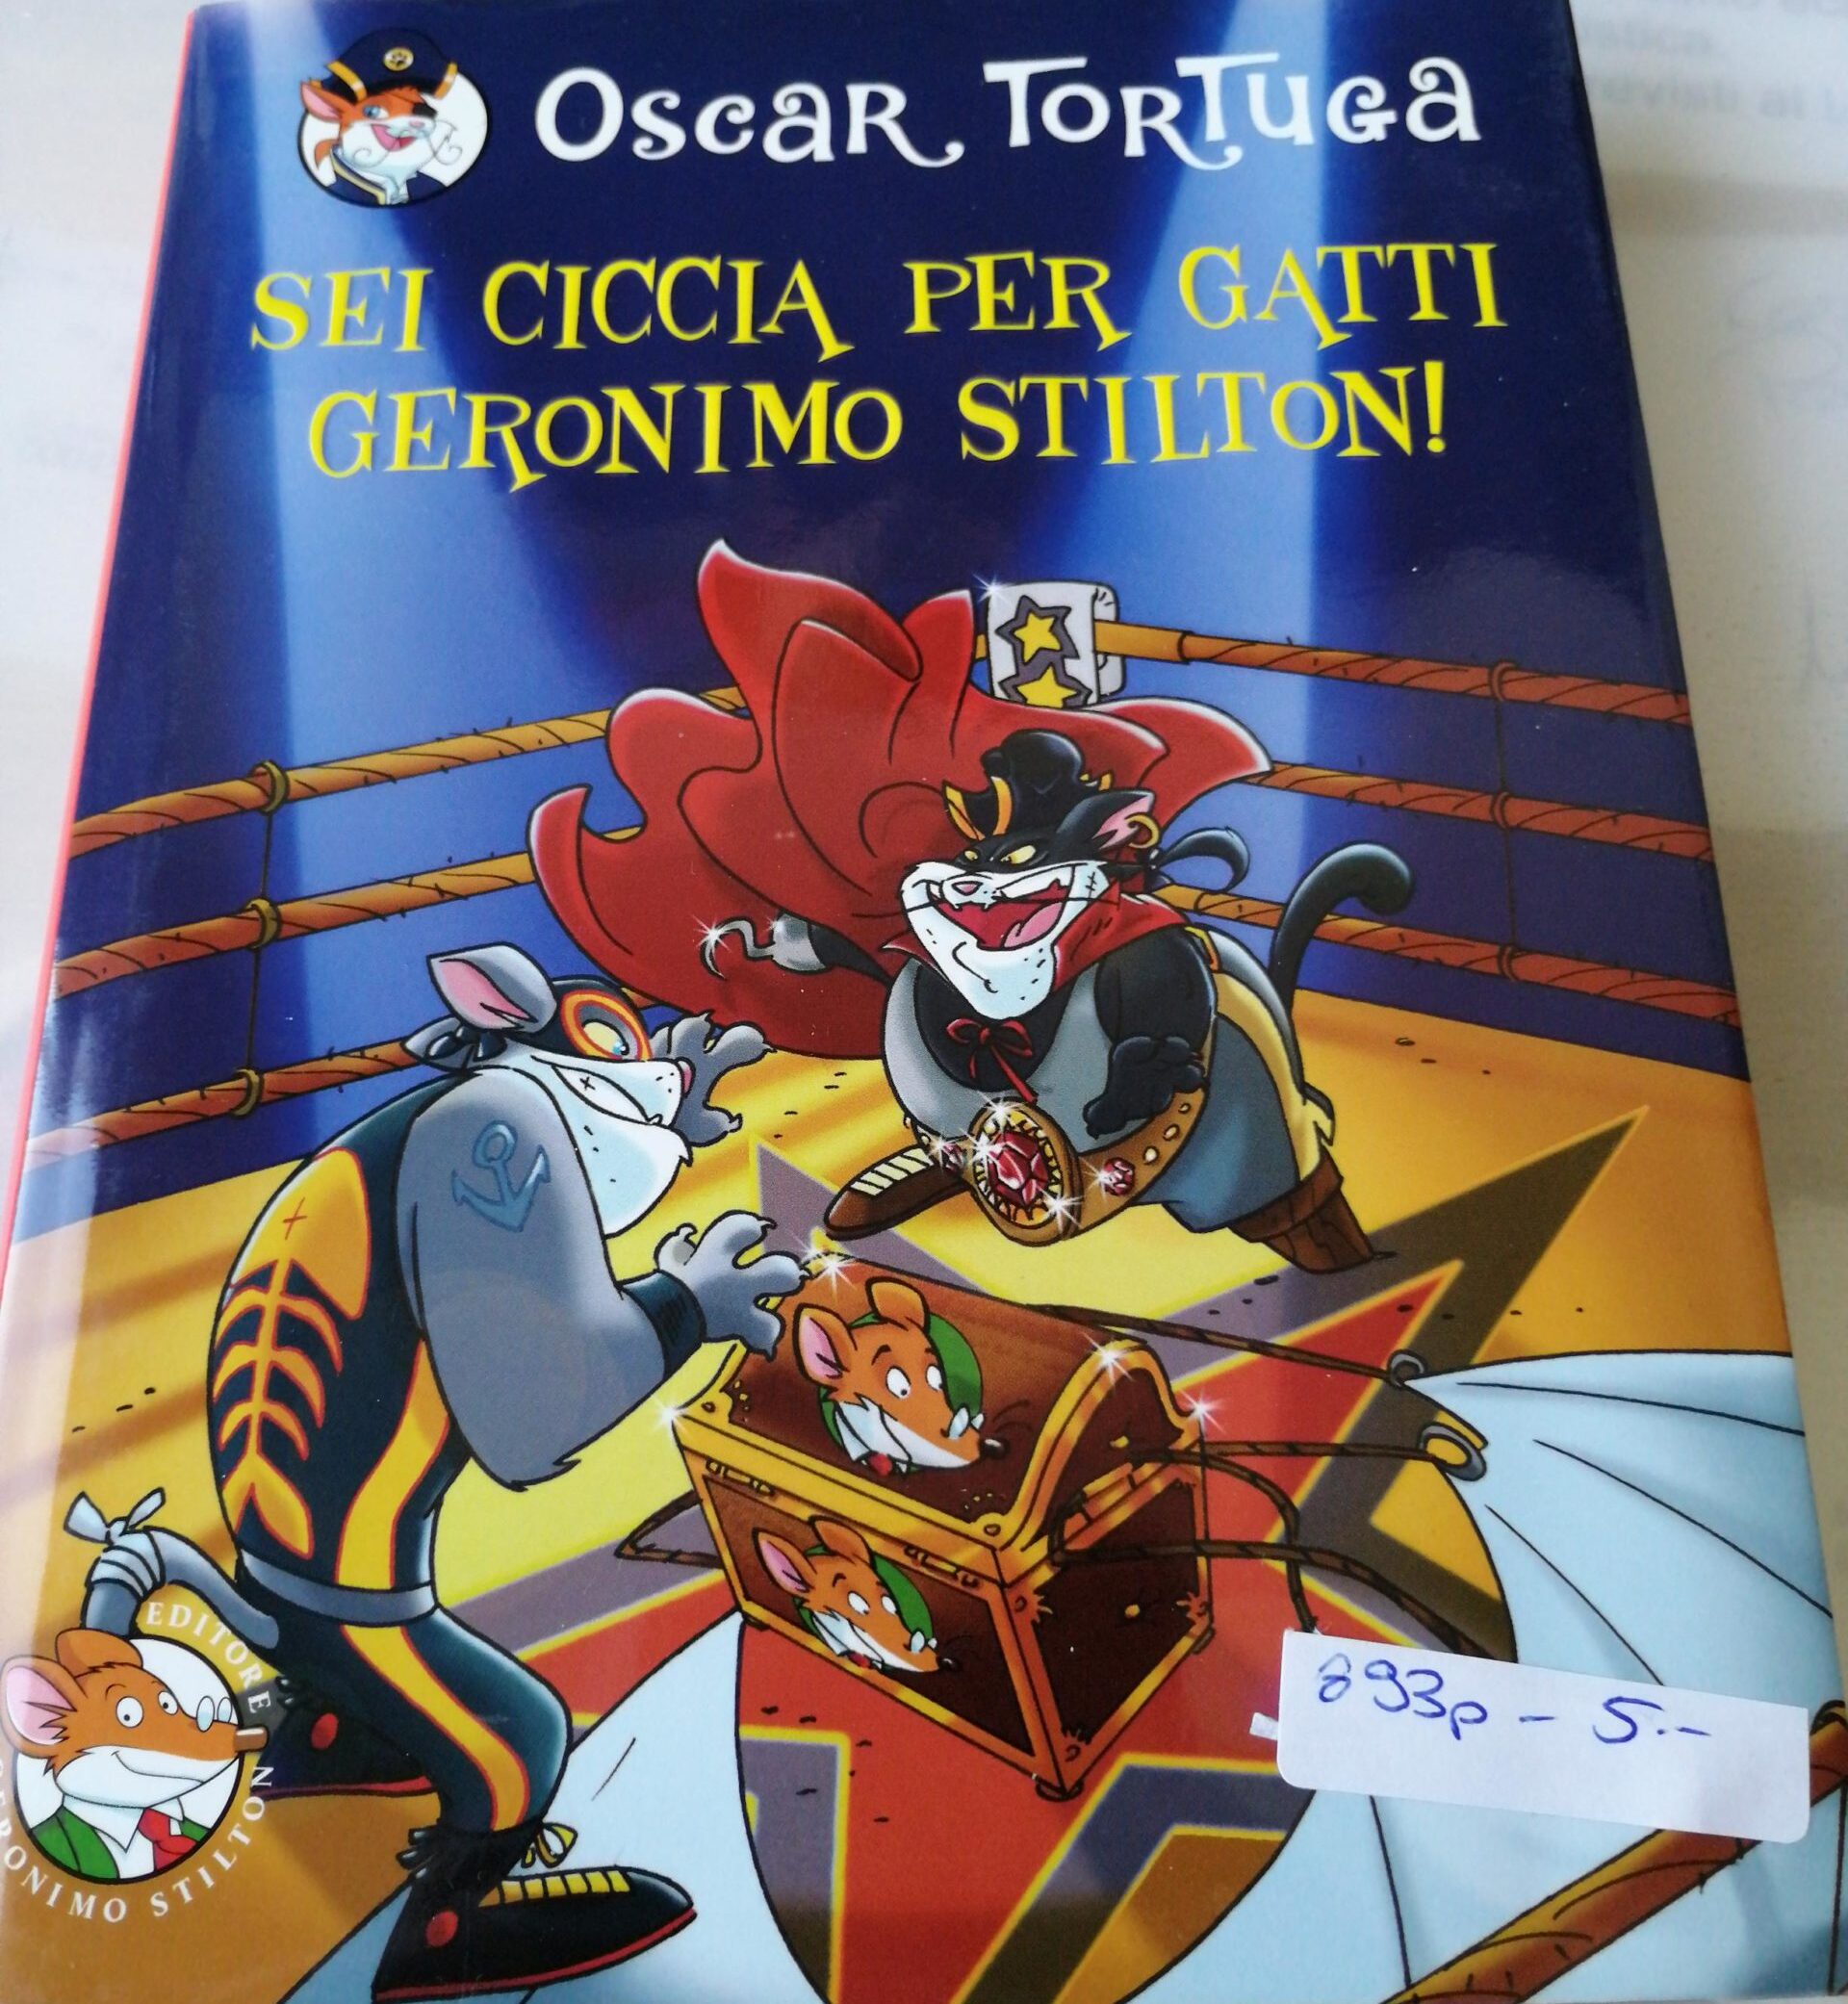 OSCAR TORTUGA
SEI CICCIA PER GATTI
GERONIMO STILTON!
EDITORE
GERONIMO STILTON
893p - 5.-